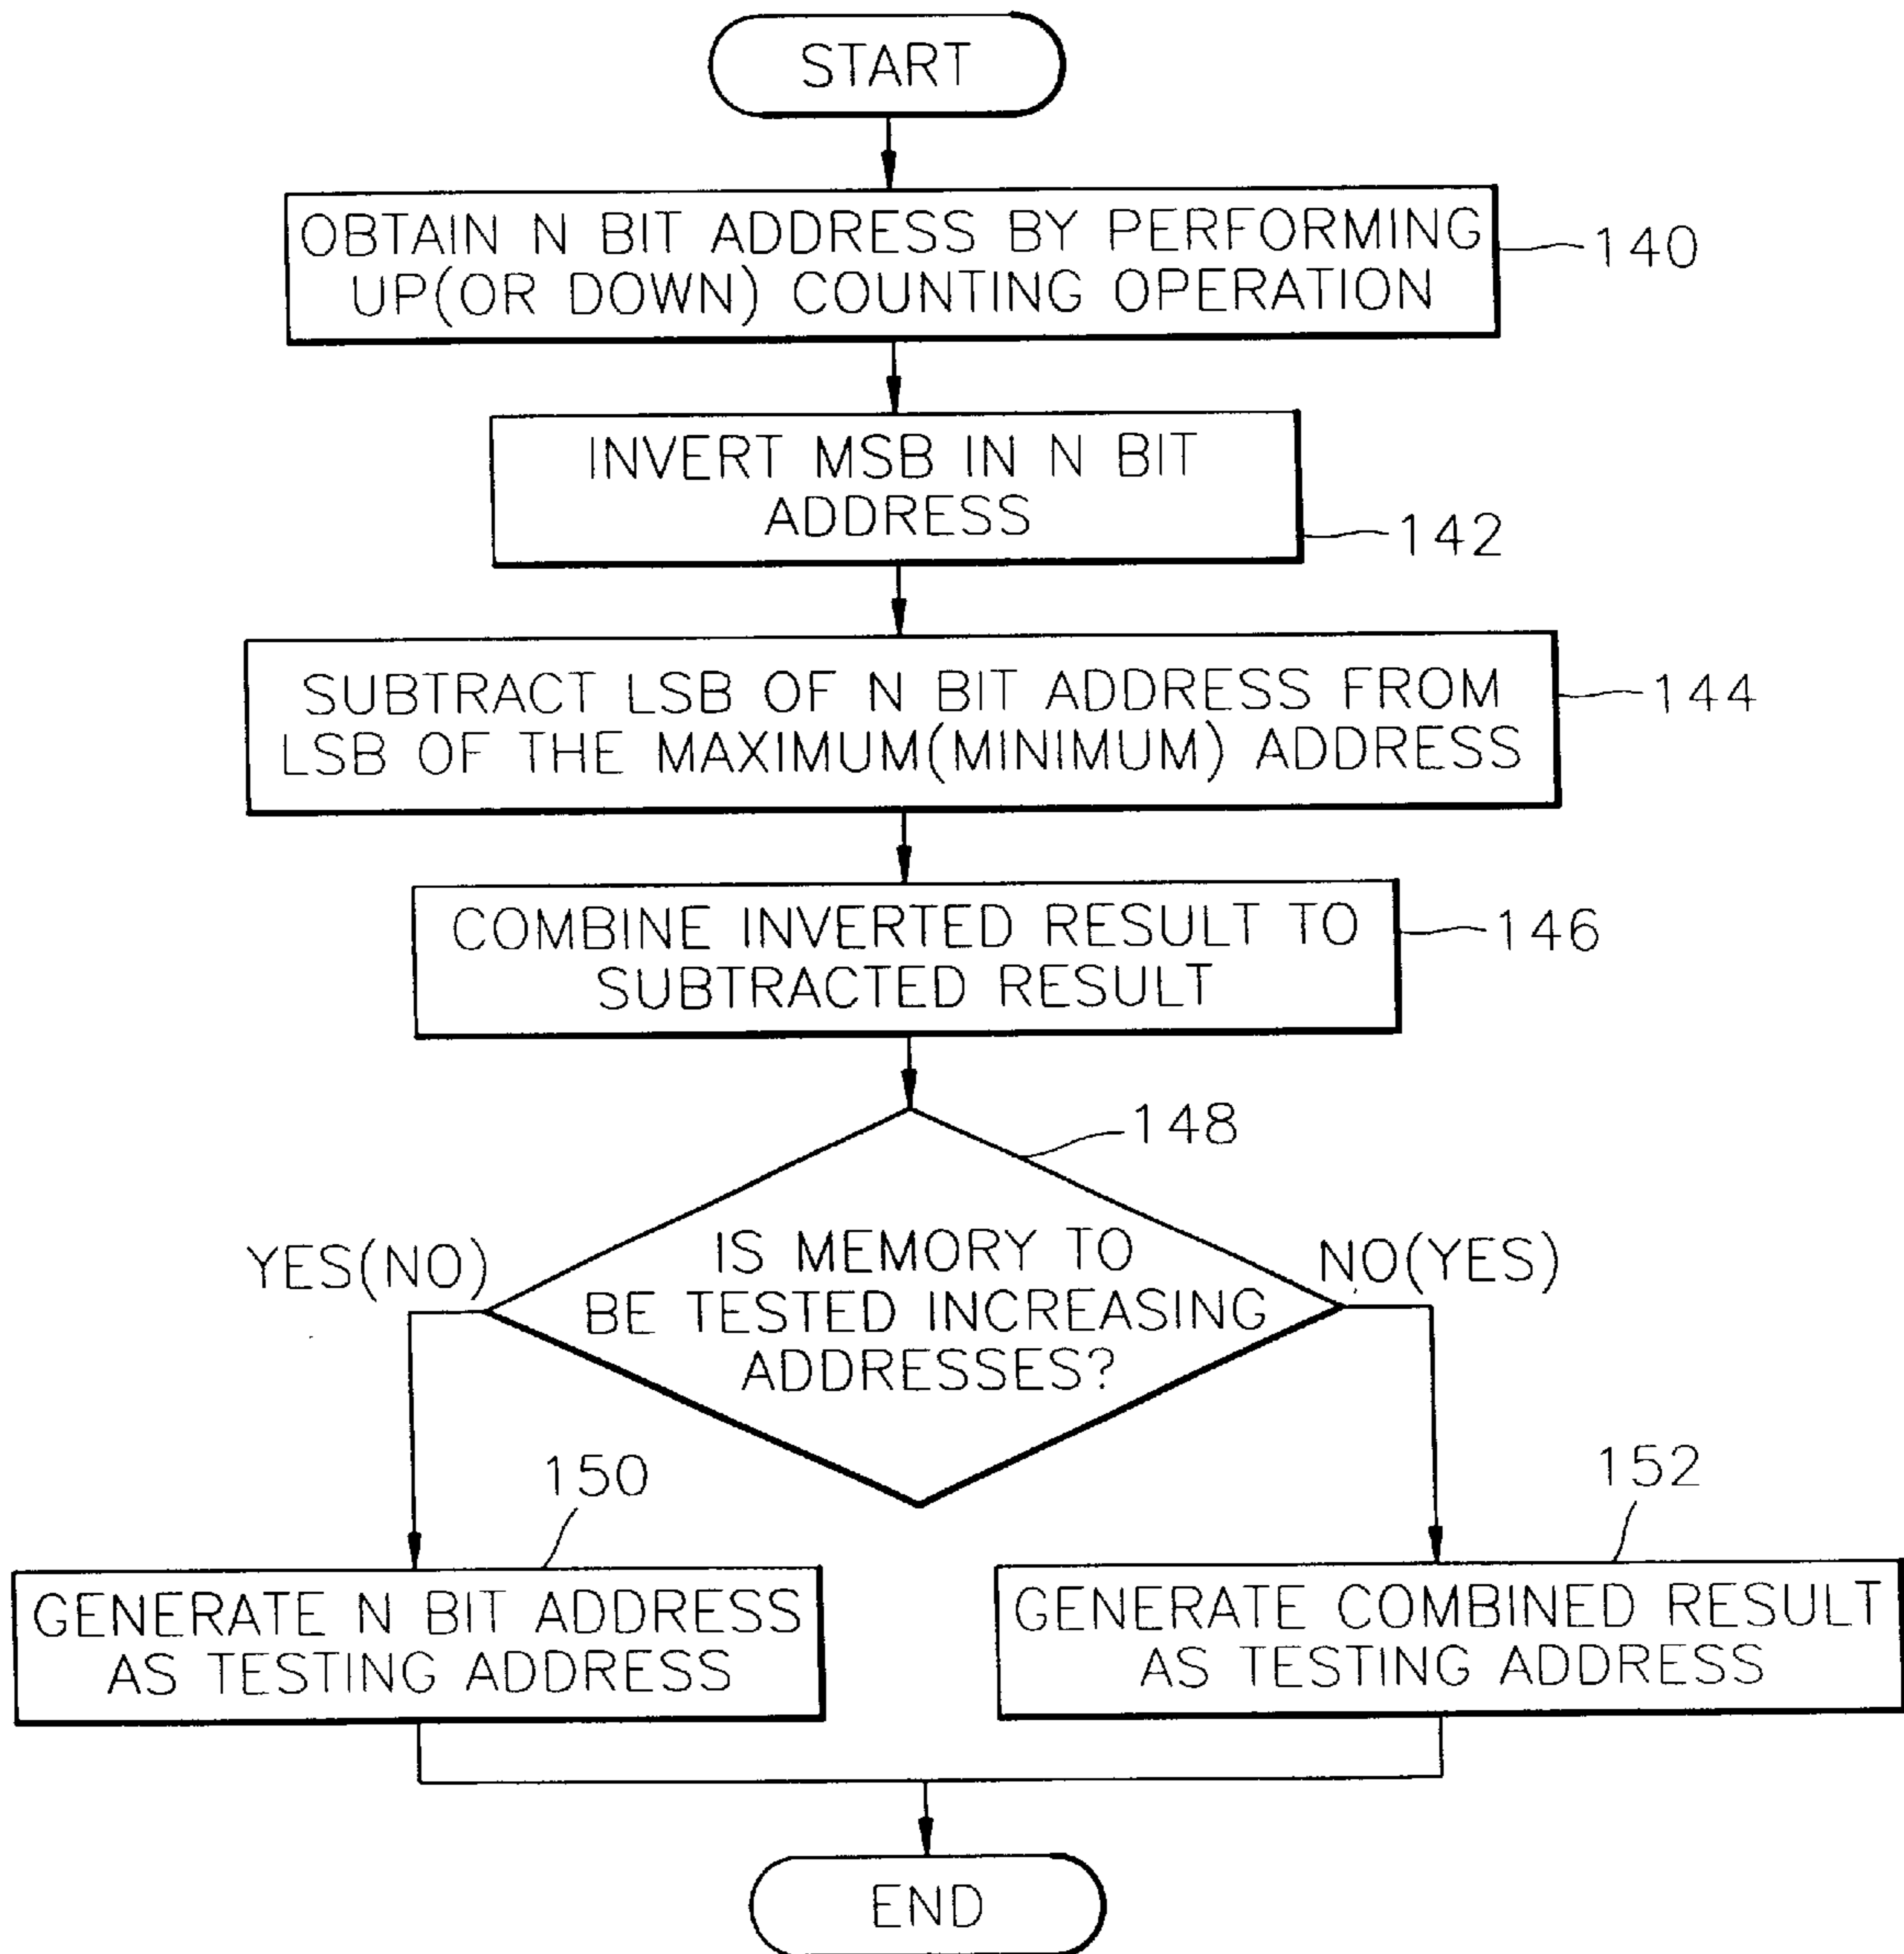 START
OBTAIN N BIT ADDRESS BY PERFORMING
UP(OR DOWN) COUNTING OPERATION
140
INVERT MSB IN N BIT
ADDRESS
142
SUBTRACT LSB OF N BIT ADDRESS FROM
LSB OF THE MAXIMUM(MINIMUM) ADDRESS
144
COMBINE INVERTED RESULT TO
SUBTRACTED RESULT
146
148
IS MEMORY TO
BE TESTED INCREASING
ADDRESSES?
YES(NO)
NO(YES)
150
GENERATE N BIT ADDRESS
AS TESTING ADDRESS
152
GENERATE COMBINED RESULT
AS TESTING ADDRESS
END